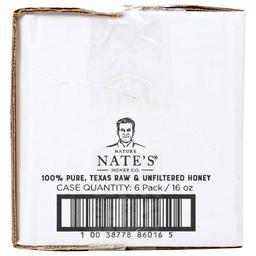 NATURE
NATE'S®
HONEY CO.
100% PURE, TEXAS RAW & UNFILTERED HONEY
CASE QUANTITY: 6 Pack / 16 oz
1 00 38778 86016 5